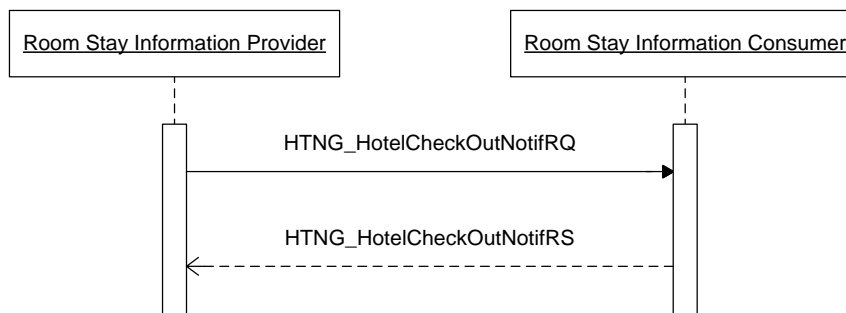 Room Stay Information Provider
Room Stay Information Consumer
HTNG_HotelCheckOutNotifRQ
HTNG_HotelCheckOutNotifRS